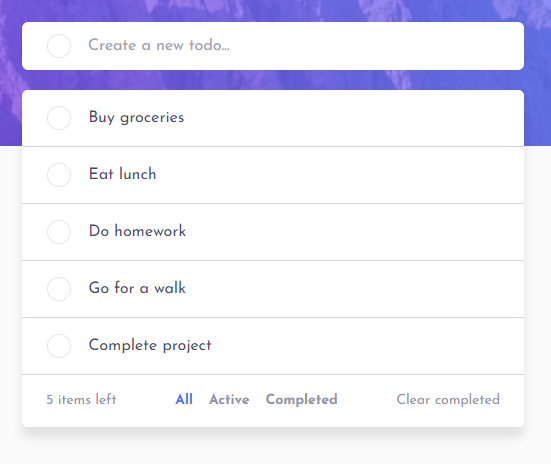 Create a new todo...
Buy groceries
Eat lunch
Do homework
Go for a walk
Complete project
5 items left All Active Completed Clear completed